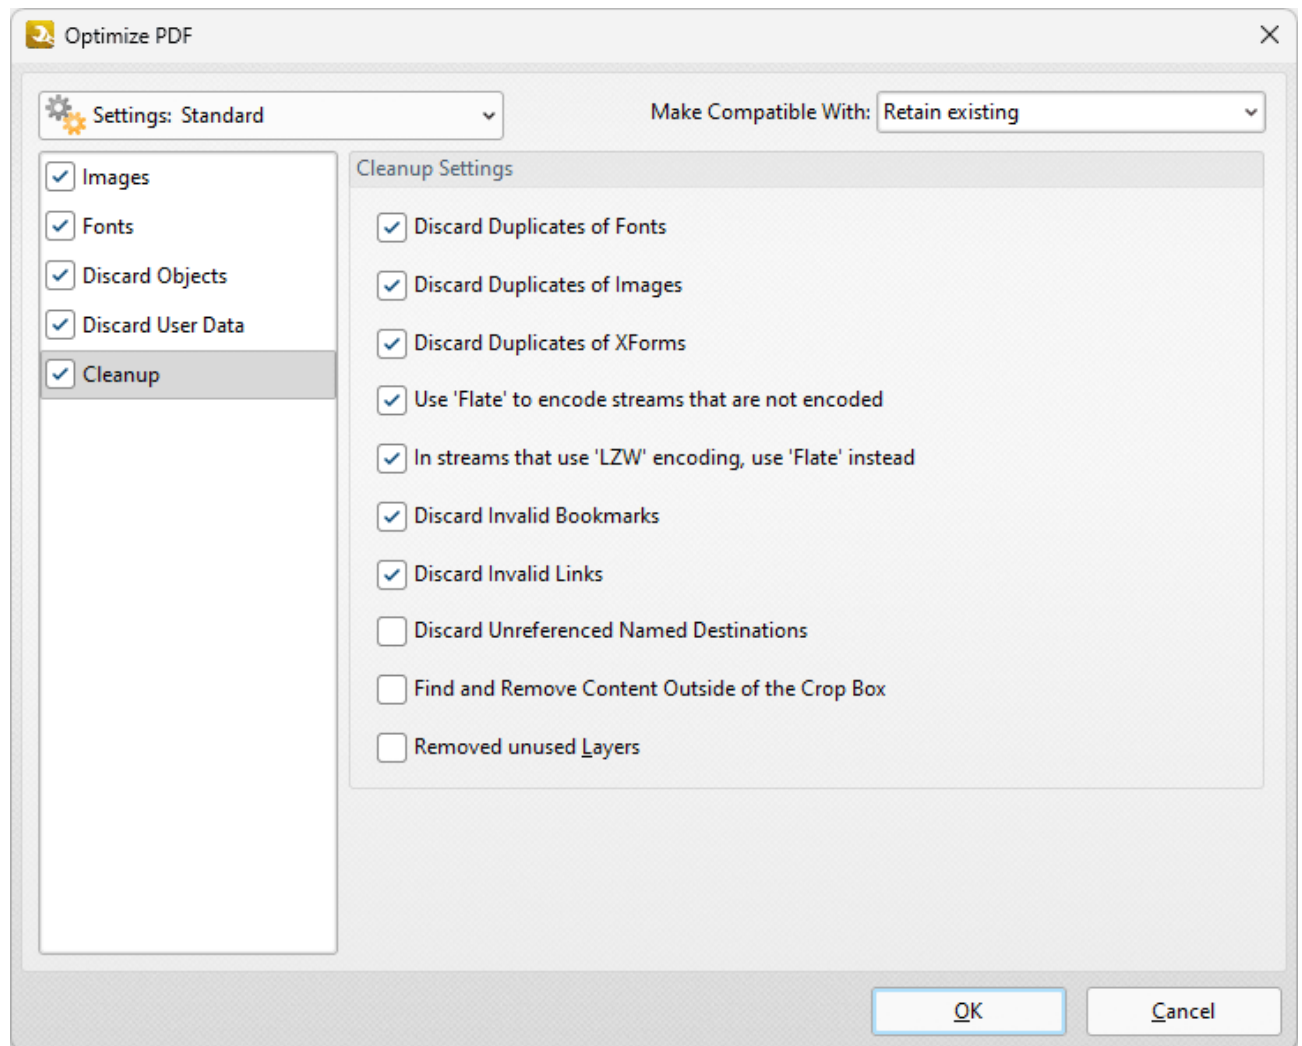 Optimize PDF
Settings: Standard
Make Compatible With: Retain existing
Images
Fonts
Discard Objects
Discard User Data
Cleanup
Cleanup Settings
Discard Duplicates of Fonts
Discard Duplicates of Images
Discard Duplicates of XForms
Use 'Flate' to encode streams that are not encoded
In streams that use 'LZW' encoding, use 'Flate' instead
Discard Invalid Bookmarks
Discard Invalid Links
Discard Unreferenced Named Destinations
Find and Remove Content Outside of the Crop Box
Removed unused Layers
OK
Cancel